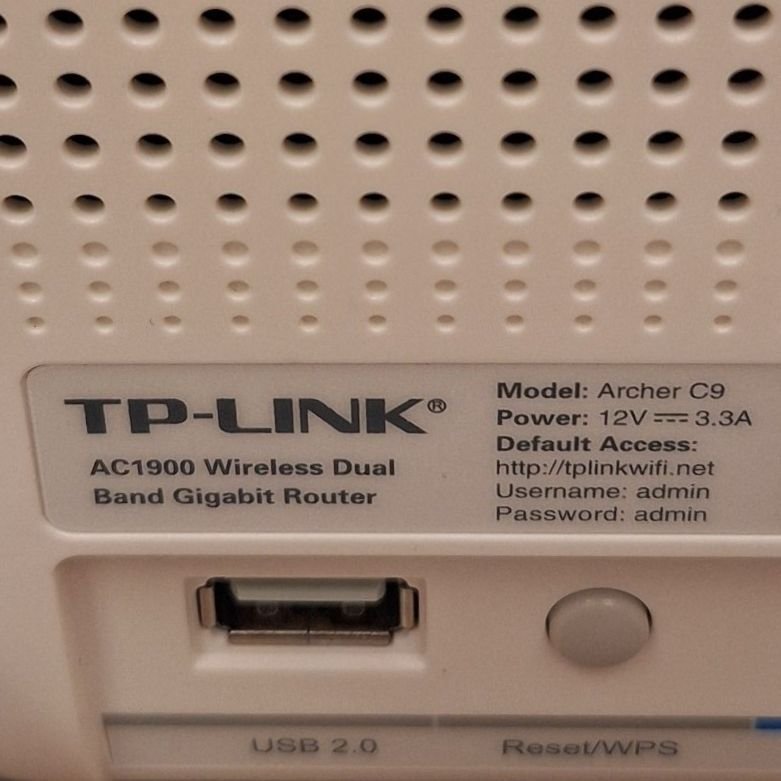 TP-LINK®
AC1900 Wireless Dual
Band Gigabit Router
Model: Archer C9
Power: 12V ⎓ 3.3A
Default Access:
http://tplinkwifi.net
Username: admin
Password: admin
USB 2.0
Reset/WPS